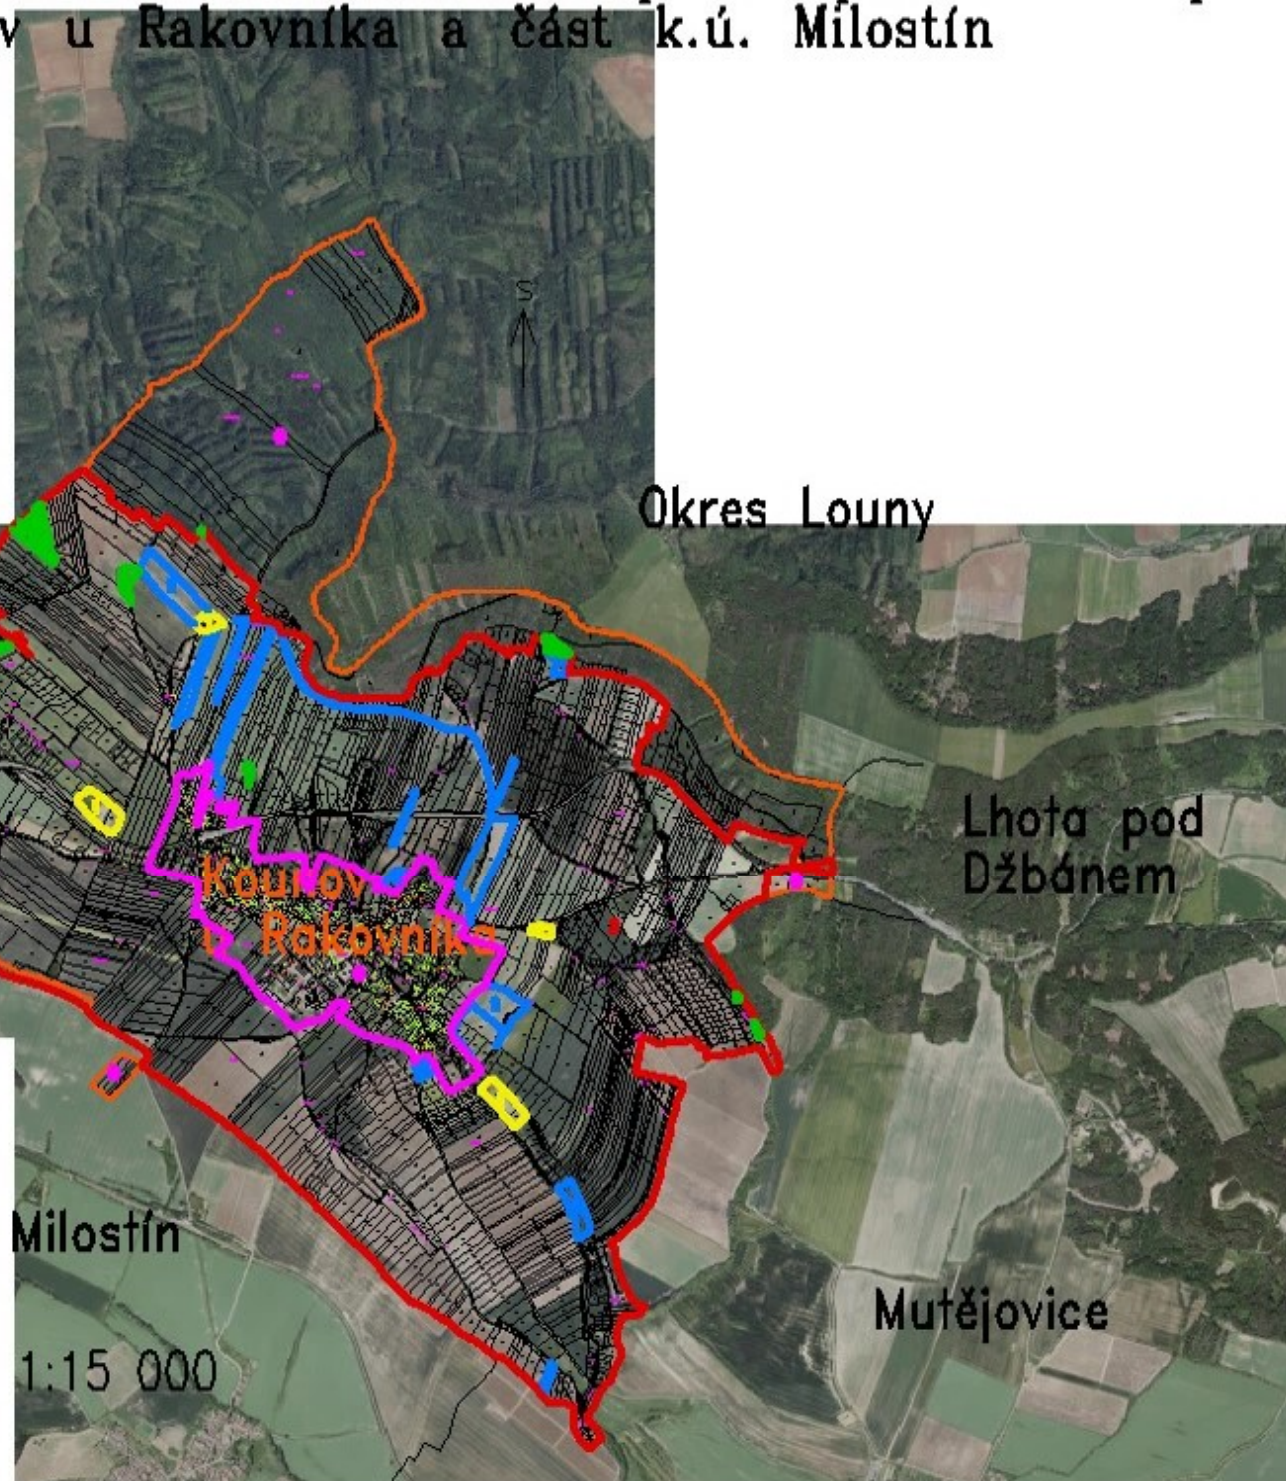 v u Rakovníka a část k.ú. Milostín
S
Okres Louny
Lhota pod
Džbánem
Kounov
u Rakovníka
Milostín
Mutějovice
1:15 000